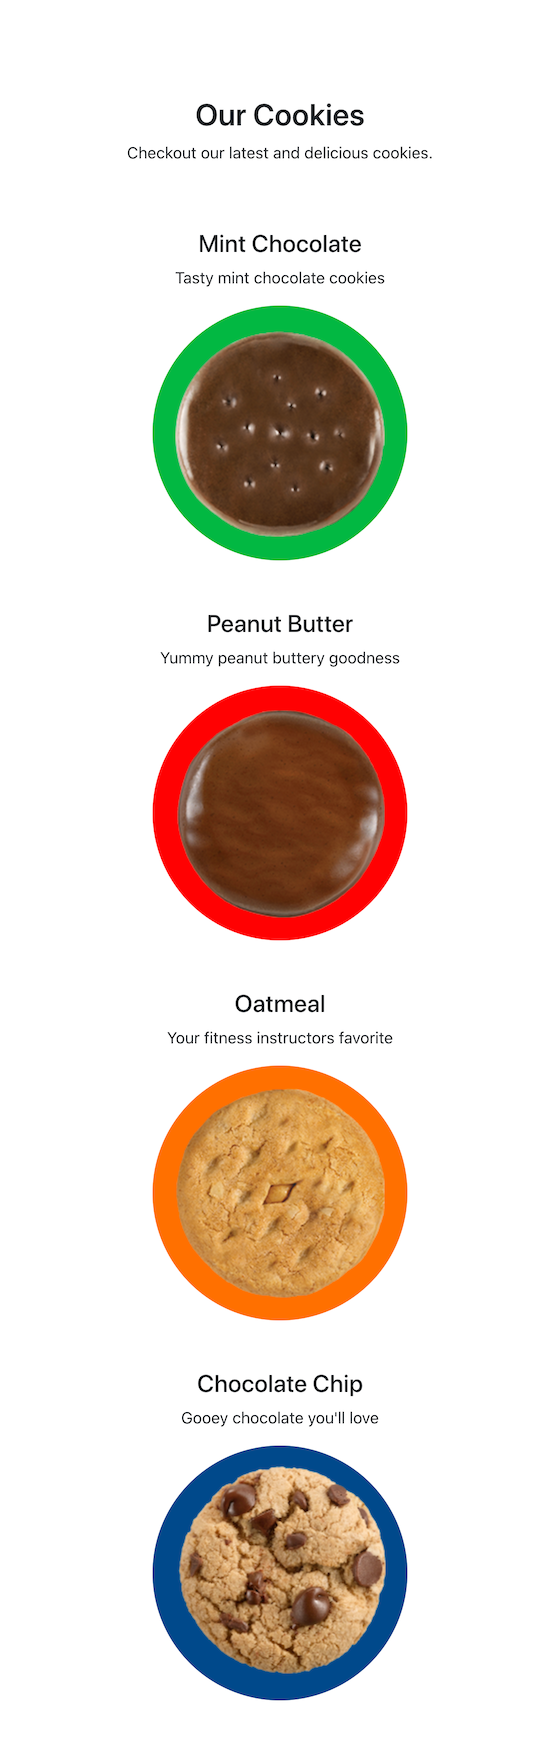 Our Cookies
Checkout our latest and delicious cookies.
Mint Chocolate
Tasty mint chocolate cookies
Peanut Butter
Yummy peanut buttery goodness
Oatmeal
Your fitness instructors favorite
Chocolate Chip
Gooey chocolate you'll love